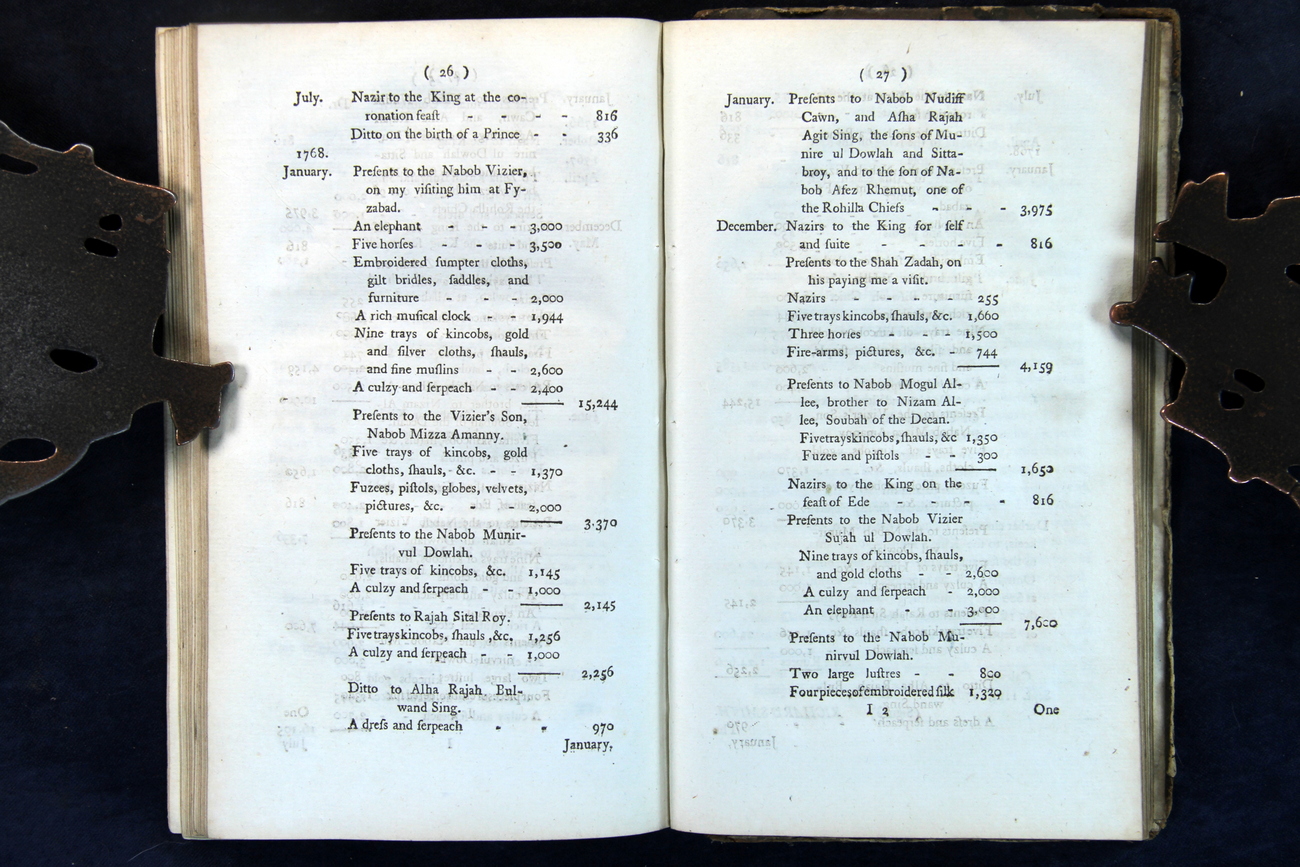 ( 26 )
July. Nazir to the King at the co-
ronation feaſt - - - - 816
Ditto on the birth of a Prince - - 336
1768.
January. Preſents to the Nabob Vizier,
on my viſiting him at Fy-
zabad.
An elephant - - - 3,000
Five horſes - - - 3,500
Embroidered ſumpter cloths,
gilt bridles, ſaddles, and
furniture - - - 2,000
A rich muſical clock - - 1,944
Nine trays of kincobs, gold
and ſilver cloths, ſhauls,
and fine muſlins - - 2,600
A culzy and ſerpeach - - 2,400
15,244
Preſents to the Vizier's Son,
Nabob Mizza Amanny.
Five trays of kincobs, gold
cloths, ſhauls, &c. - - 1,370
Fuzees, piſtols, globes, velvets,
pictures, &c. - - 2,000
3.370
Preſents to the Nabob Munir-
vul Dowlah.
Five trays of kincobs, &c. 1,145
A culzy and ſerpeach - - 1,000
2,145
Preſents to Rajah Sital Roy.
Five trays kincobs, ſhauls ,&c. 1,256
A culzy and ſerpeach - - 1,000
2,256
Ditto to Alha Rajah Bul-
wand Sing.
A dreſs and ſerpeach - - 970
January,
( 27 )
January. Preſents to Nabob Nudiff
Cawn, and Aſha Rajah
Agit Sing, the ſons of Mu-
nire ul Dowlah and Sitta-
broy, and to the ſon of Na-
bob Afez Rhemut, one of
the Rohilla Chiefs - - - 3,975
December. Nazirs to the King for ſelf
and ſuite - - - - 816
Preſents to the Shah Zadah, on
his paying me a viſit.
Nazirs - - - - - 255
Five trays kincobs, ſhauls, &c. 1,660
Three horſes - - - 1,500
Fire-arms, pictures, &c. - 744
4,159
Preſents to Nabob Mogul Al-
lee, brother to Nizam Al-
lee, Soubah of the Decan.
Five trays kincobs, ſhauls, &c 1,350
Fuzee and piſtols - - 300
1,650
Nazirs to the King on the
feaſt of Ede - - - - 816
Preſents to the Nabob Vizier
Sujah ul Dowlah.
Nine trays of kincobs, ſhauls,
and gold cloths - - 2,600
A culzy and ſerpeach - 2,000
An elephant - - 3,000
7,600
Preſents to the Nabob Mu-
nirvul Dowlah.
Two large luſtres - - 800
Four pieces of embroidered ſilk 1,320
I 2 One